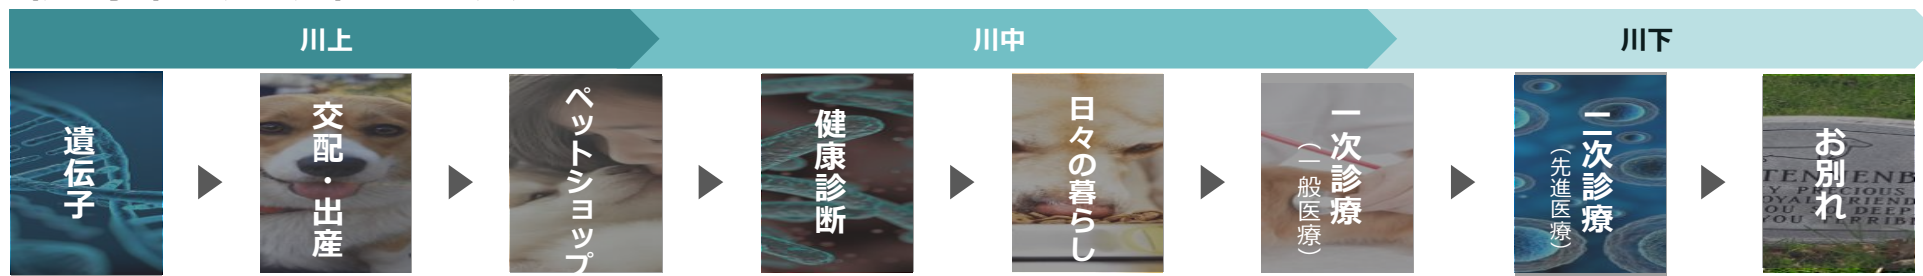 川上
川中
川下
遺伝子
交配・出産
ペットショップ
健康診断
日々の暮らし
一次診療
（一般医療）
二次診療
（先進医療）
お別れ